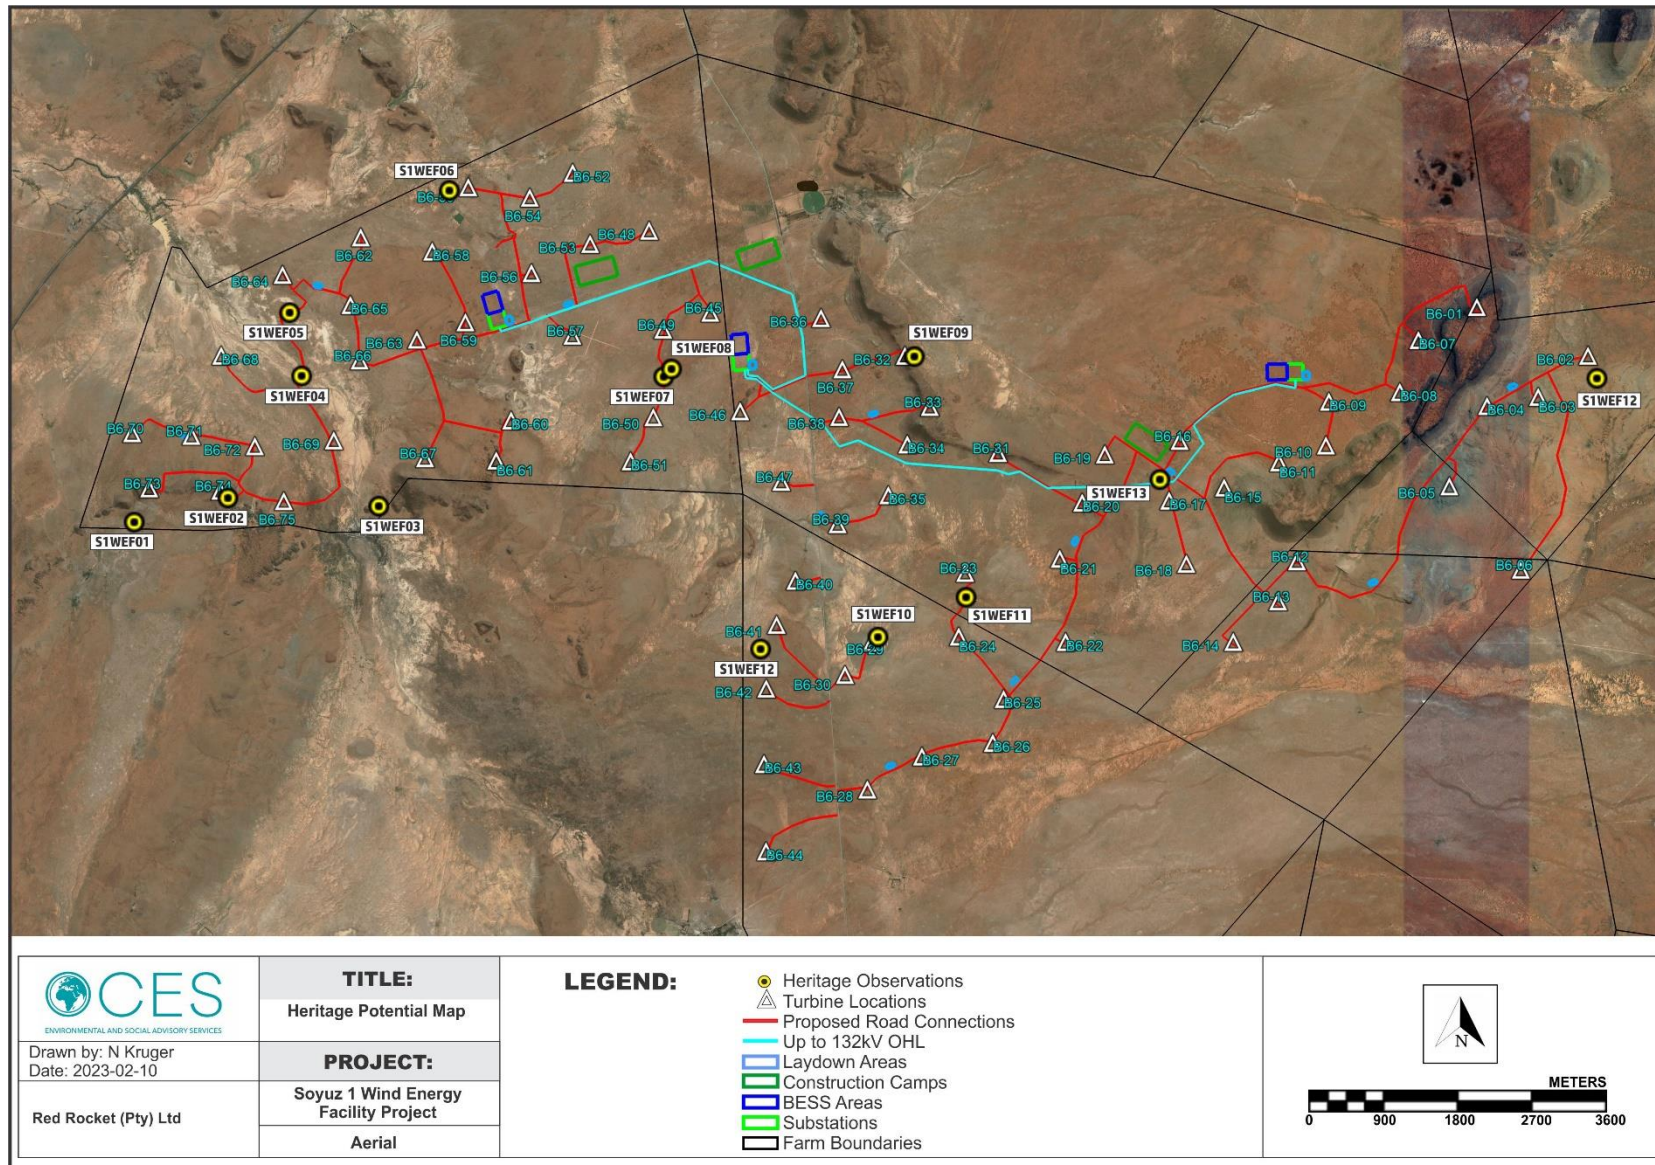 S1WEF06
B6-52
B6-54
B6-53
B6-48
B6-62
B6-58
B6-56
B6-64
B6-65
S1WEF05
B6-63
B6-59
B6-57
B6-49
B6-45
B6-36
S1WEF08
S1WEF09
B6-32
B6-37
B6-01
B6-07
B6-02
B6-68
B6-66
S1WEF04
S1WEF07
B6-46
B6-38
B6-33
B6-34
B6-08
B6-09
B6-04
B6-03
S1WEF12
B6-70
B6-71
B6-72
B6-69
B6-60
B6-67
B6-61
B6-50
B6-51
B6-31
B6-19
B6-16
B6-10
B6-11
B6-73
B6-74
S1WEF02
B6-75
S1WEF03
S1WEF01
B6-47
B6-35
B6-39
S1WEF13
B6-20
B6-17
B6-15
B6-05
B6-40
B6-23
B6-21
B6-18
B6-12
B6-06
B6-13
S1WEF11
B6-41
S1WEF10
B6-29
B6-24
B6-22
B6-14
S1WEF12
B6-42
B6-30
B6-25
B6-26
B6-43
B6-27
B6-28
B6-44
CES
ENVIRONMENTAL AND SOCIAL ADVISORY SERVICES
Drawn by: N Kruger
Date: 2023-02-10
Red Rocket (Pty) Ltd
TITLE:
Heritage Potential Map
PROJECT:
Soyuz 1 Wind Energy
Facility Project
Aerial
LEGEND:
Heritage Observations
Turbine Locations
Proposed Road Connections
Up to 132kV OHL
Laydown Areas
Construction Camps
BESS Areas
Substations
Farm Boundaries
N
METERS
0 900 1800 2700 3600